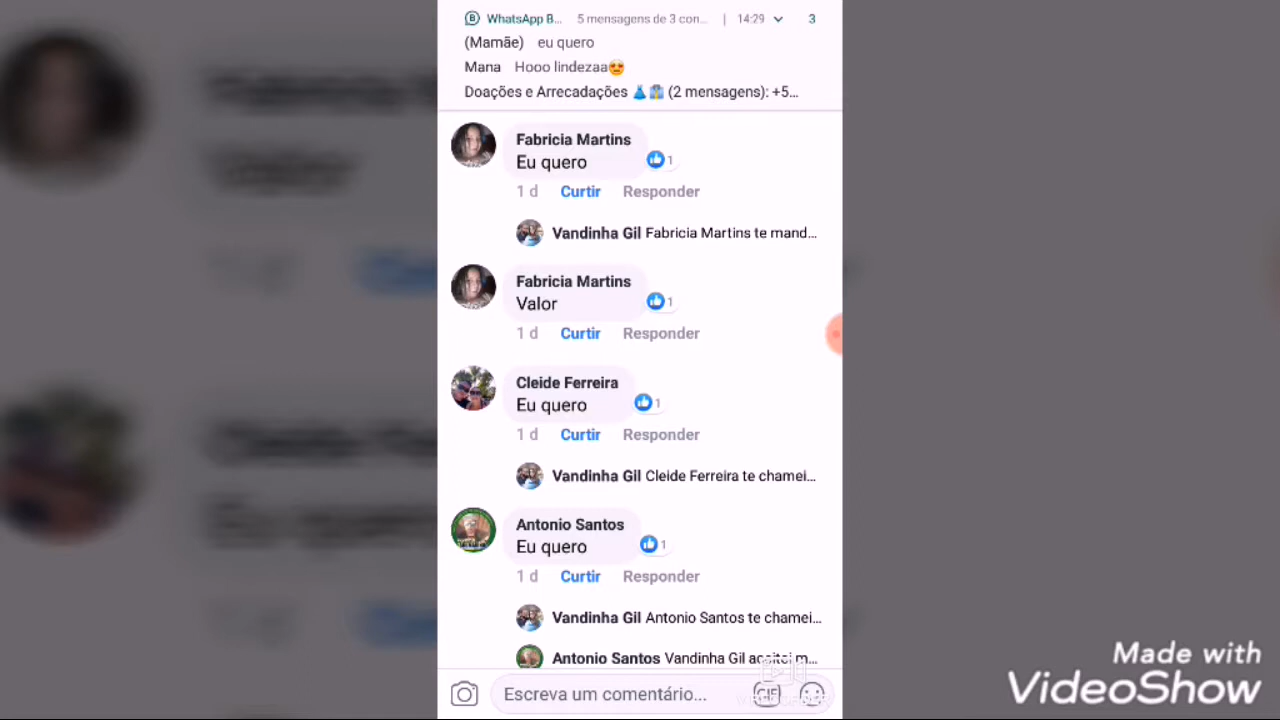 WhatsApp B... 5 mensagens de 3 con... | 14:29 3
(Mamãe) eu quero
Mana Hooo lindezaa😍
Doações e Arrecadações 👗👔 (2 mensagens): +5...
Fabricia Martins
Eu quero
1
1 d Curtir Responder
Vandinha Gil Fabricia Martins te mand...
Fabricia Martins
Valor
1
1 d Curtir Responder
Cleide Ferreira
Eu quero
1
1 d Curtir Responder
Vandinha Gil Cleide Ferreira te chamei...
Antonio Santos
Eu quero
1
1 d Curtir Responder
Vandinha Gil Antonio Santos te chamei...
Antonio Santos Vandinha Gil aceitei m...
Escreva um comentário... GIF
Made with
VideoShow